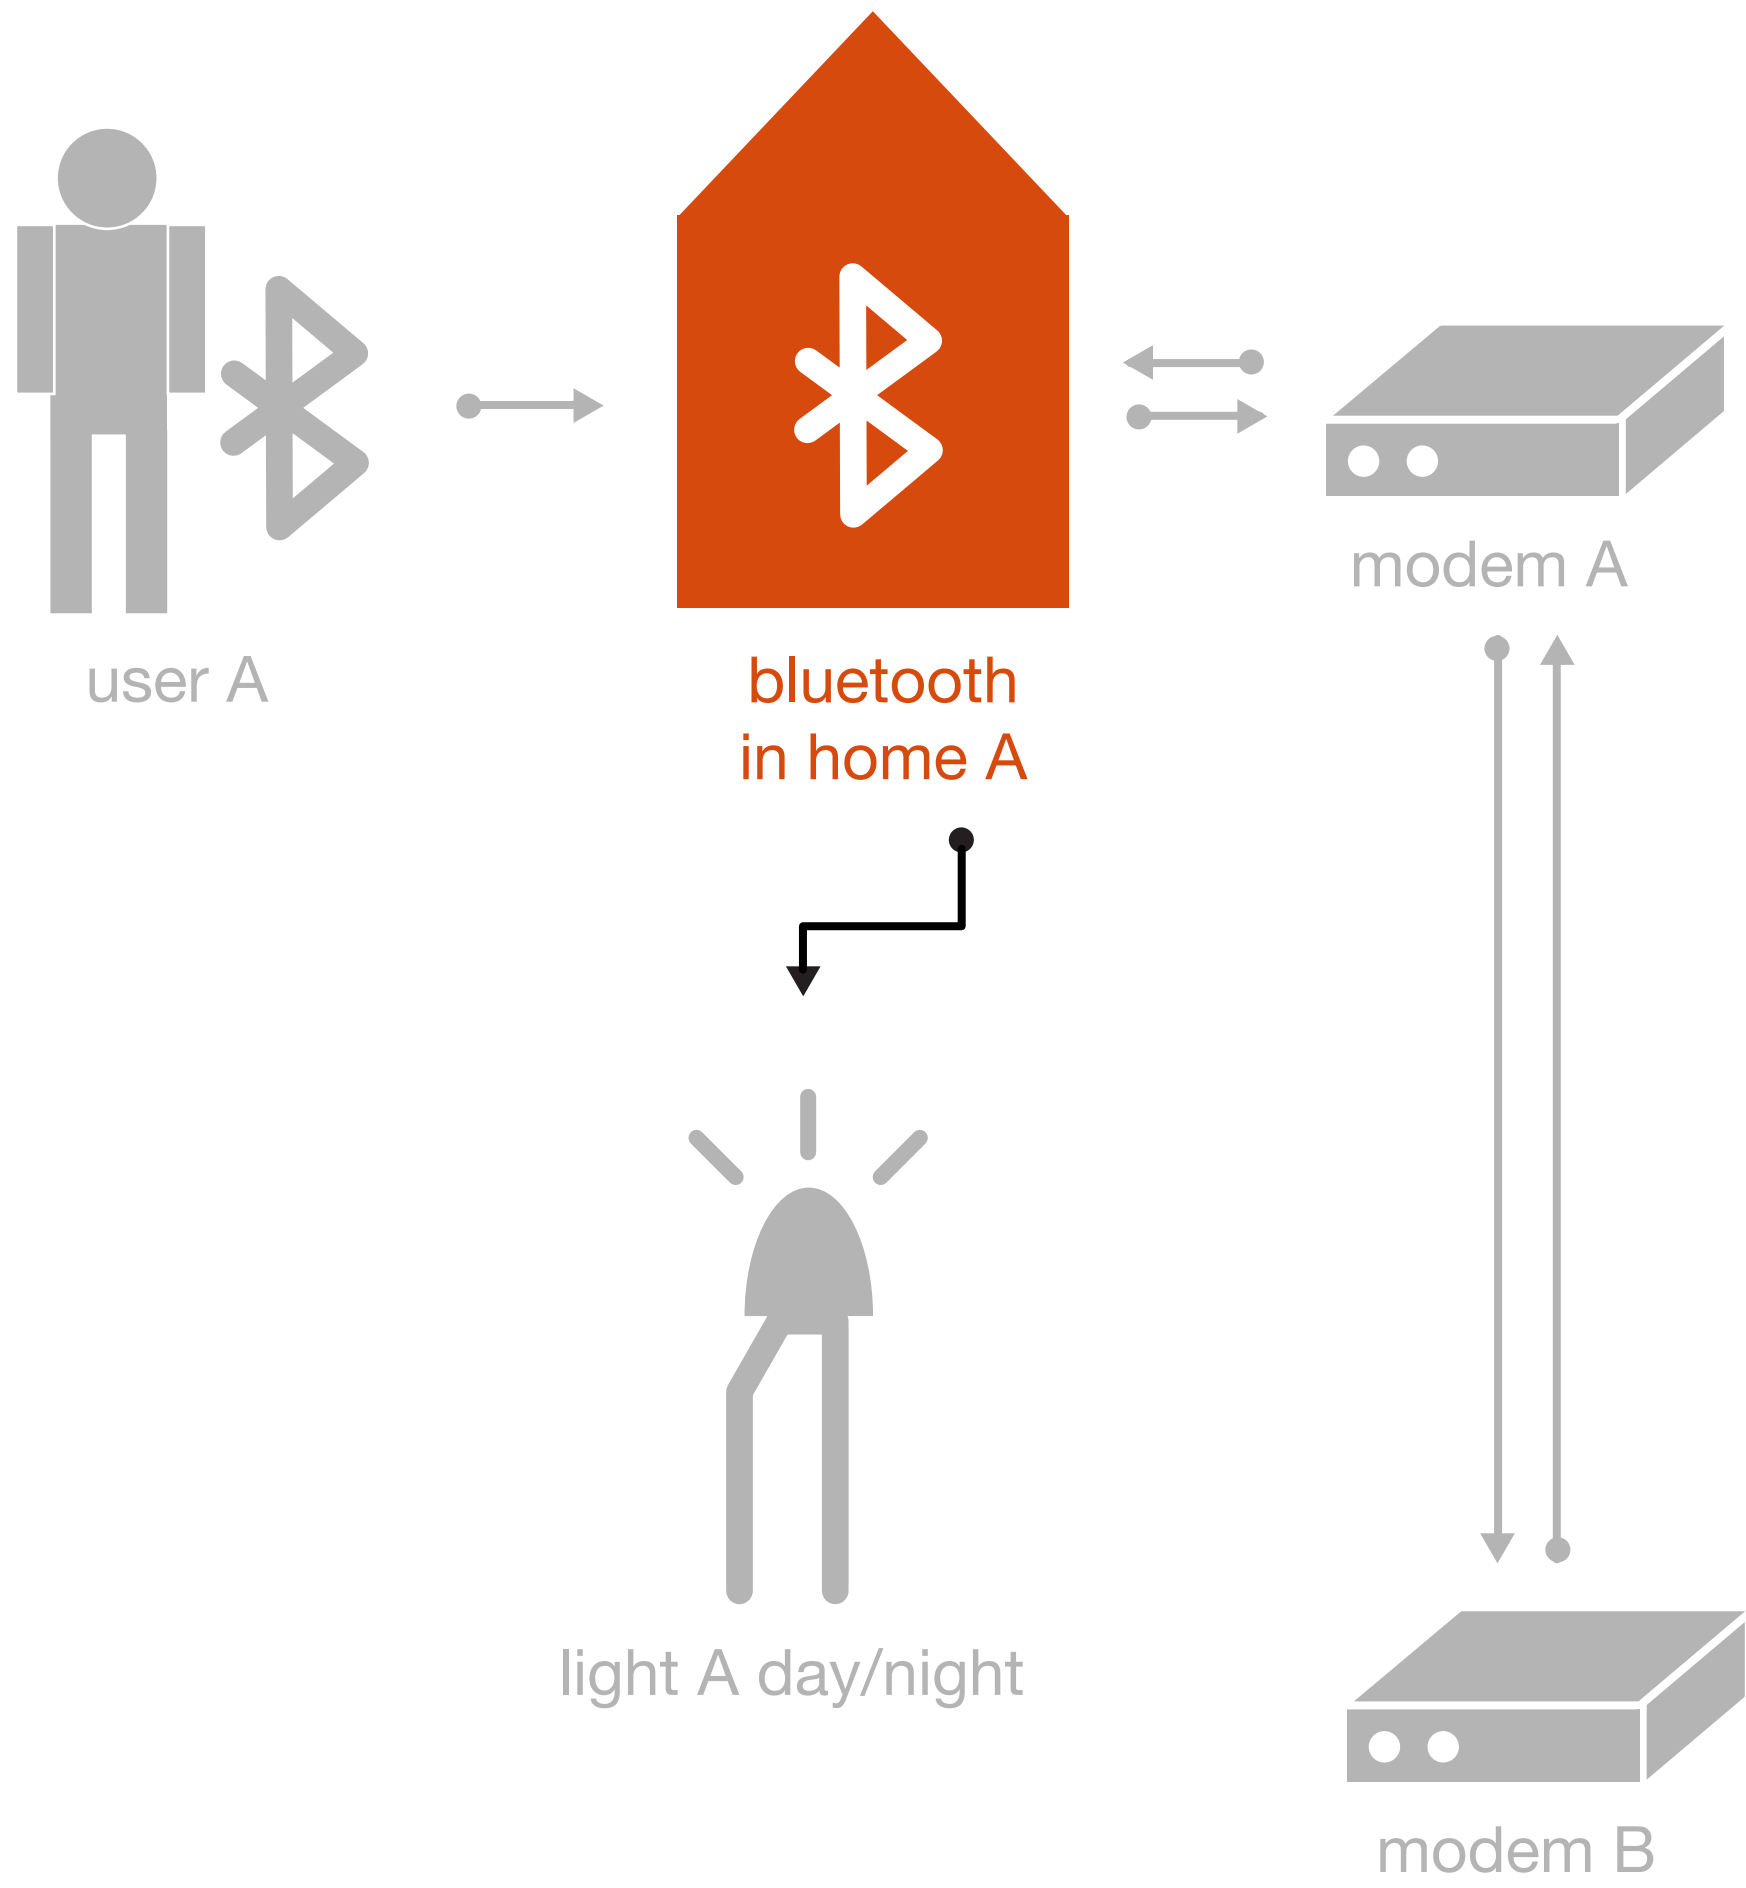 modem A
user A
bluetooth
in home A
light A day/night
modem B